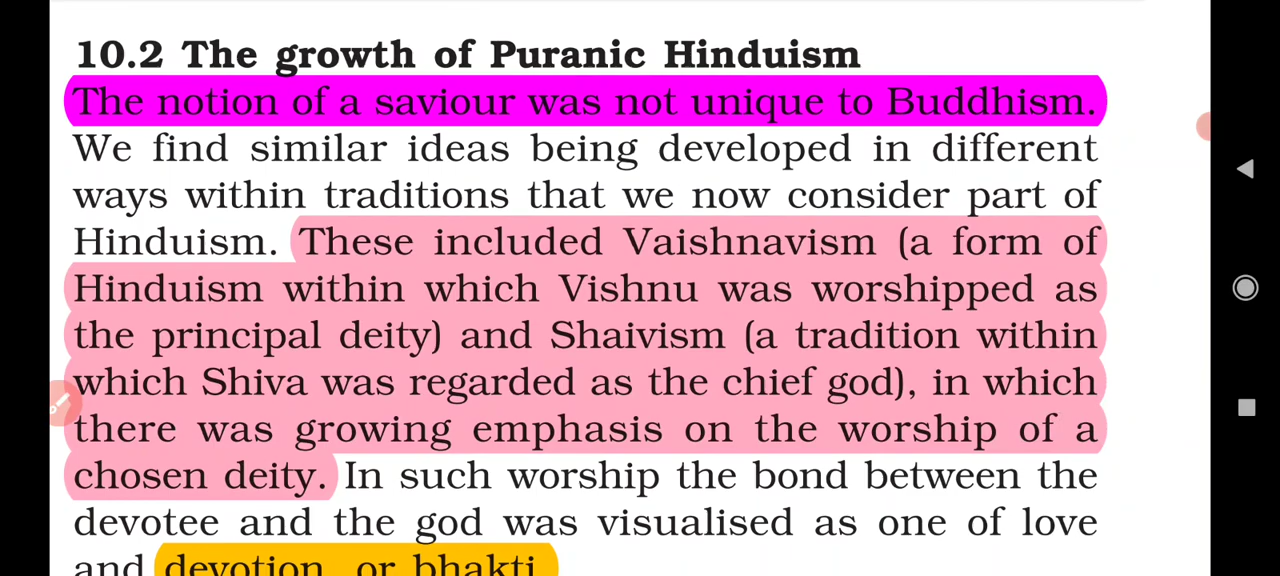 10.2 The growth of Puranic Hinduism
The notion of a saviour was not unique to Buddhism.
We find similar ideas being developed in different
ways within traditions that we now consider part of
Hinduism. These included Vaishnavism (a form of
Hinduism within which Vishnu was worshipped as
the principal deity) and Shaivism (a tradition within
which Shiva was regarded as the chief god), in which
there was growing emphasis on the worship of a
chosen deity. In such worship the bond between the
devotee and the god was visualised as one of love
and devotion, or bhakti.